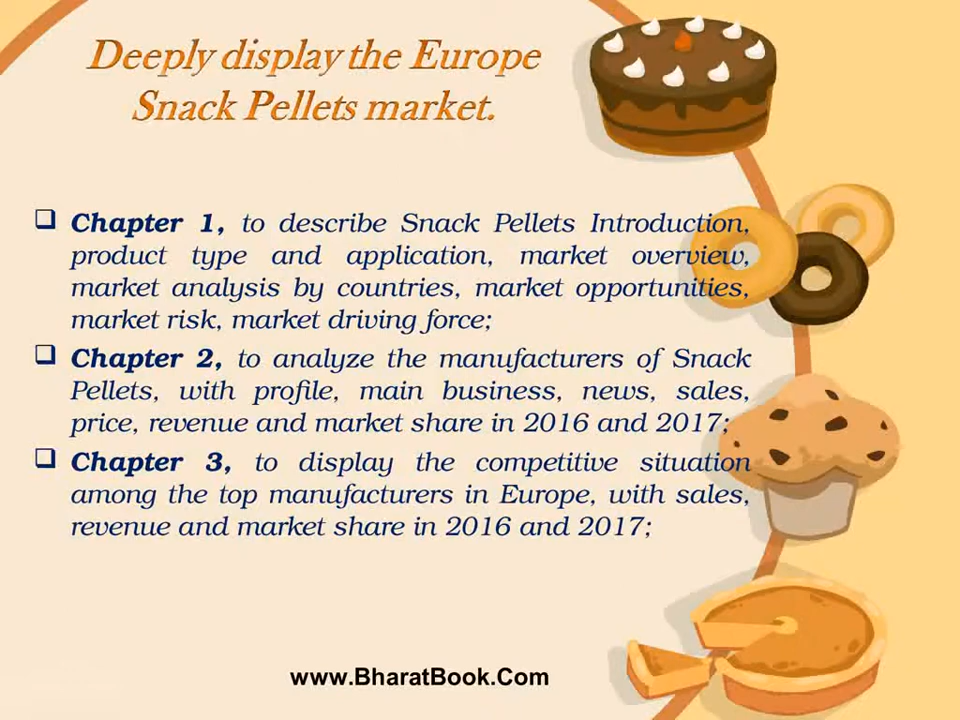 Deeply display the Europe
Snack Pellets market.
❑ Chapter 1, to describe Snack Pellets Introduction,
product type and application, market overview,
market analysis by countries, market opportunities,
market risk, market driving force;
❑ Chapter 2, to analyze the manufacturers of Snack
Pellets, with profile, main business, news, sales,
price, revenue and market share in 2016 and 2017;
❑ Chapter 3, to display the competitive situation
among the top manufacturers in Europe, with sales,
revenue and market share in 2016 and 2017;
www.BharatBook.Com